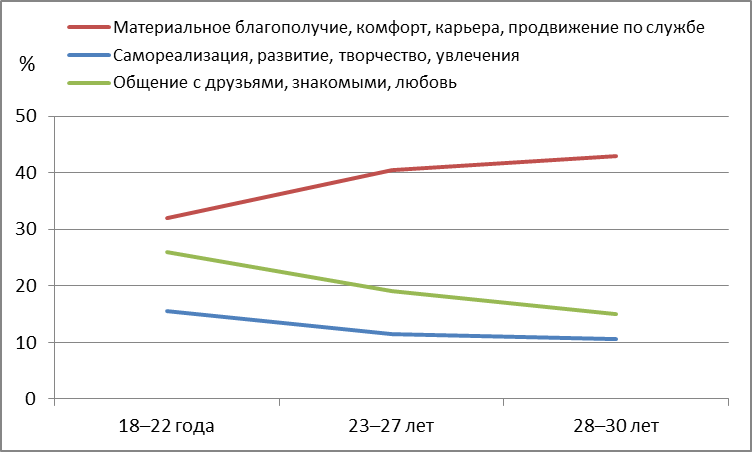 Материальное благополучие, комфорт, карьера, продвижение по службе
Самореализация, развитие, творчество, увлечения
%
Общение с друзьями, знакомыми, любовь
50
40
30
20
10
0
18–22 года
23–27 лет
28–30 лет